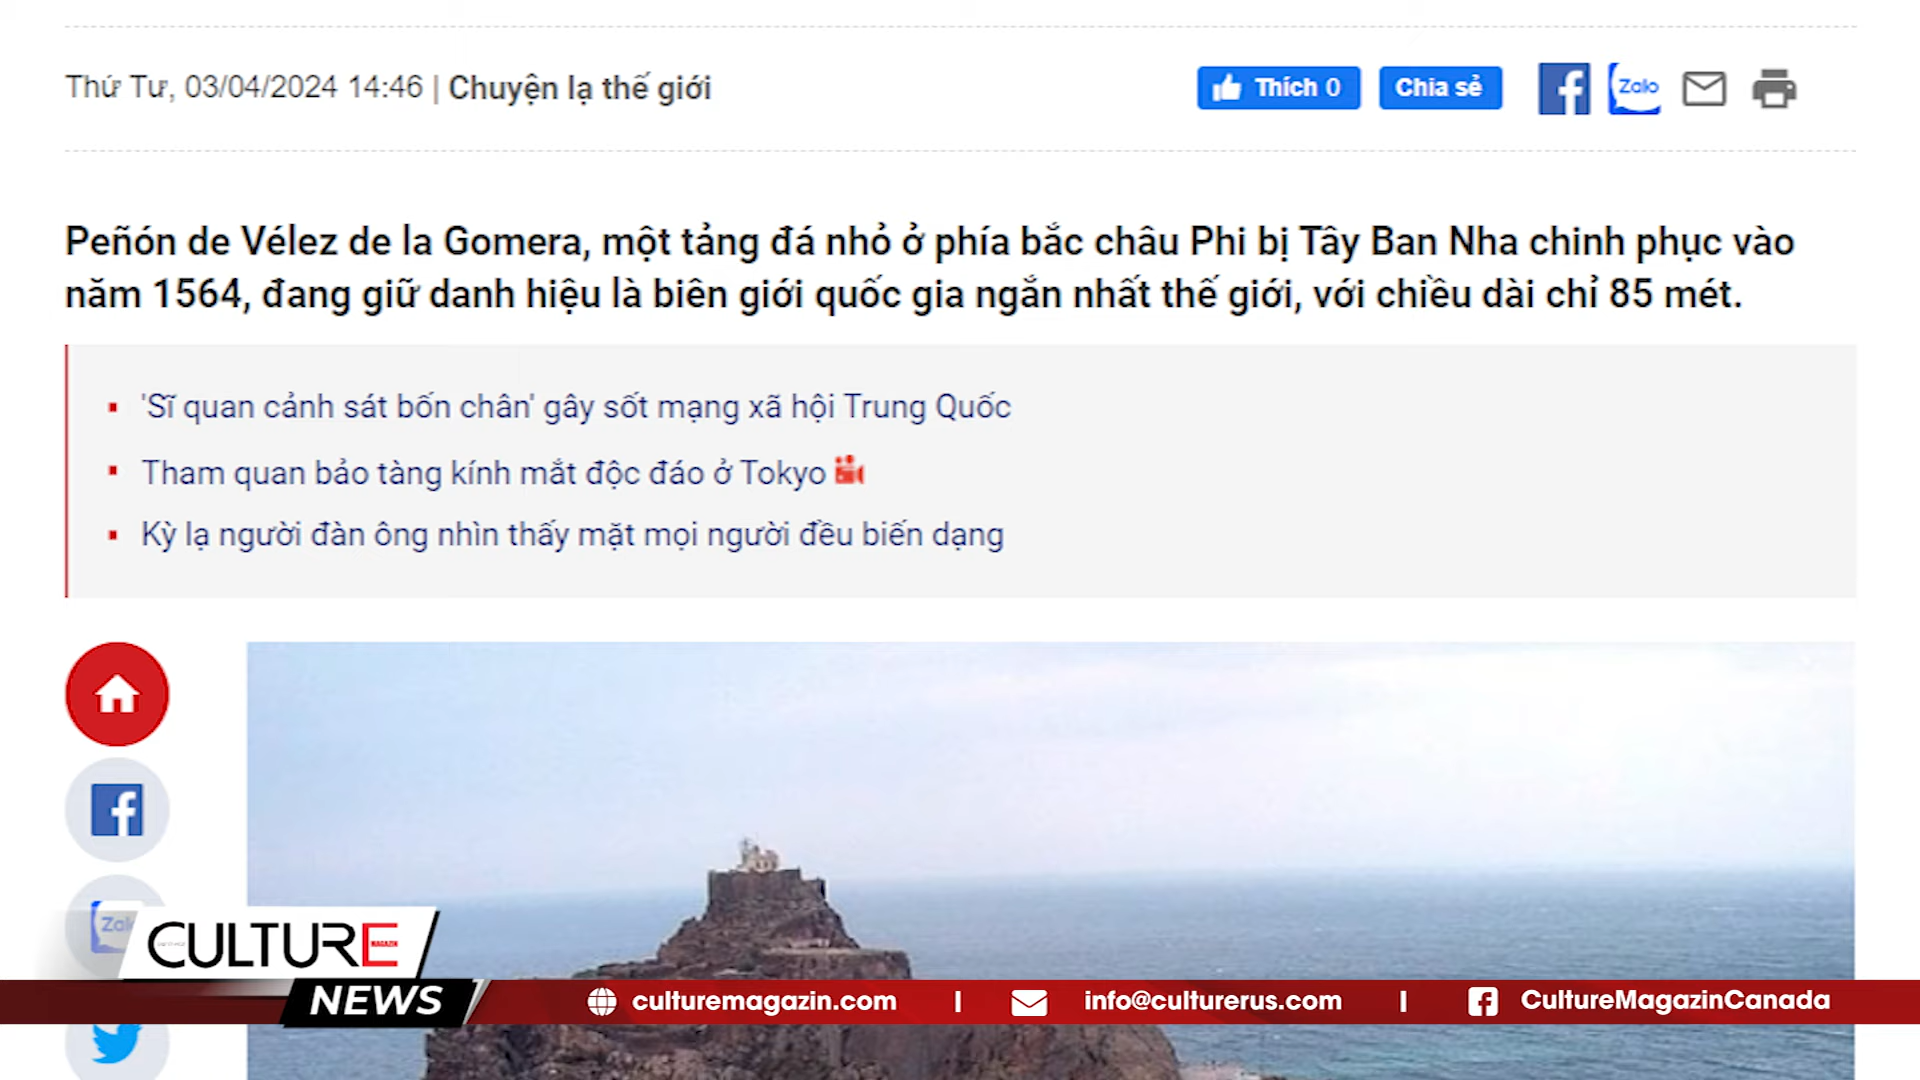 Thứ Tư, 03/04/2024 14:46 | Chuyện lạ thế giới
Thích 0
Chia sẻ
Zalo
Peñón de Vélez de la Gomera, một tảng đá nhỏ ở phía bắc châu Phi bị Tây Ban Nha chinh phục vào
năm 1564, đang giữ danh hiệu là biên giới quốc gia ngắn nhất thế giới, với chiều dài chỉ 85 mét.
'Sĩ quan cảnh sát bốn chân' gây sốt mạng xã hội Trung Quốc
Tham quan bảo tàng kính mắt độc đáo ở Tokyo
Kỳ lạ người đàn ông nhìn thấy mặt mọi người đều biến dạng
CULTURE
MAGAZIN
NEWS
culturemagazin.com | info@culturerus.com | CultureMagazinCanada